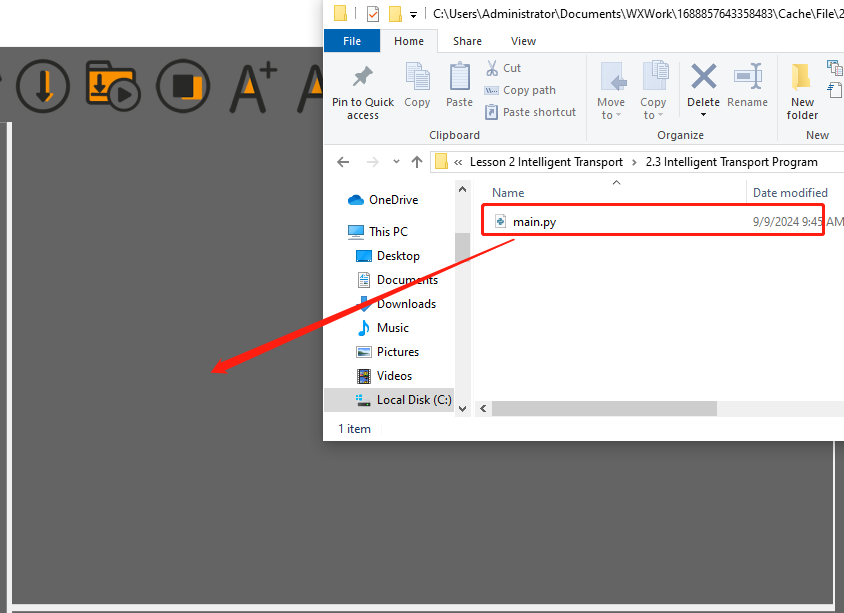 C:\Users\Administrator\Documents\WXWork\1688857643358483\Cache\File\2
File Home Share View
A+ A
Pin to Quick access
Copy
Paste
Cut
Copy path
Paste shortcut
Move to
Copy to
Delete
Rename
New folder
Clipboard Organize New
« Lesson 2 Intelligent Transport › 2.3 Intelligent Transport Program
Name Date modified
OneDrive
main.py 9/9/2024 9:45 AM
This PC
Desktop
Documents
Downloads
Music
Pictures
Videos
Local Disk (C:)
1 item